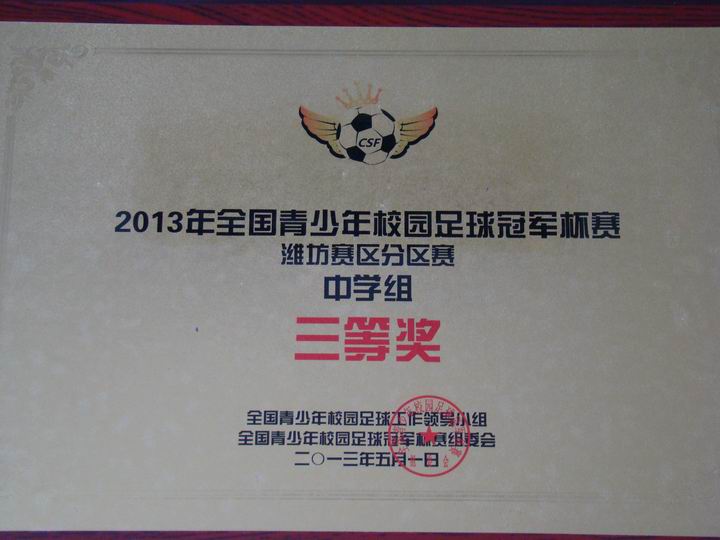 CSF
2013年全国青少年校园足球冠军杯赛
潍坊赛区分区赛
中学组
三等奖
全国青少年校园足球工作领导小组
全国青少年校园足球冠军杯赛组委会
二〇一三年五月一日